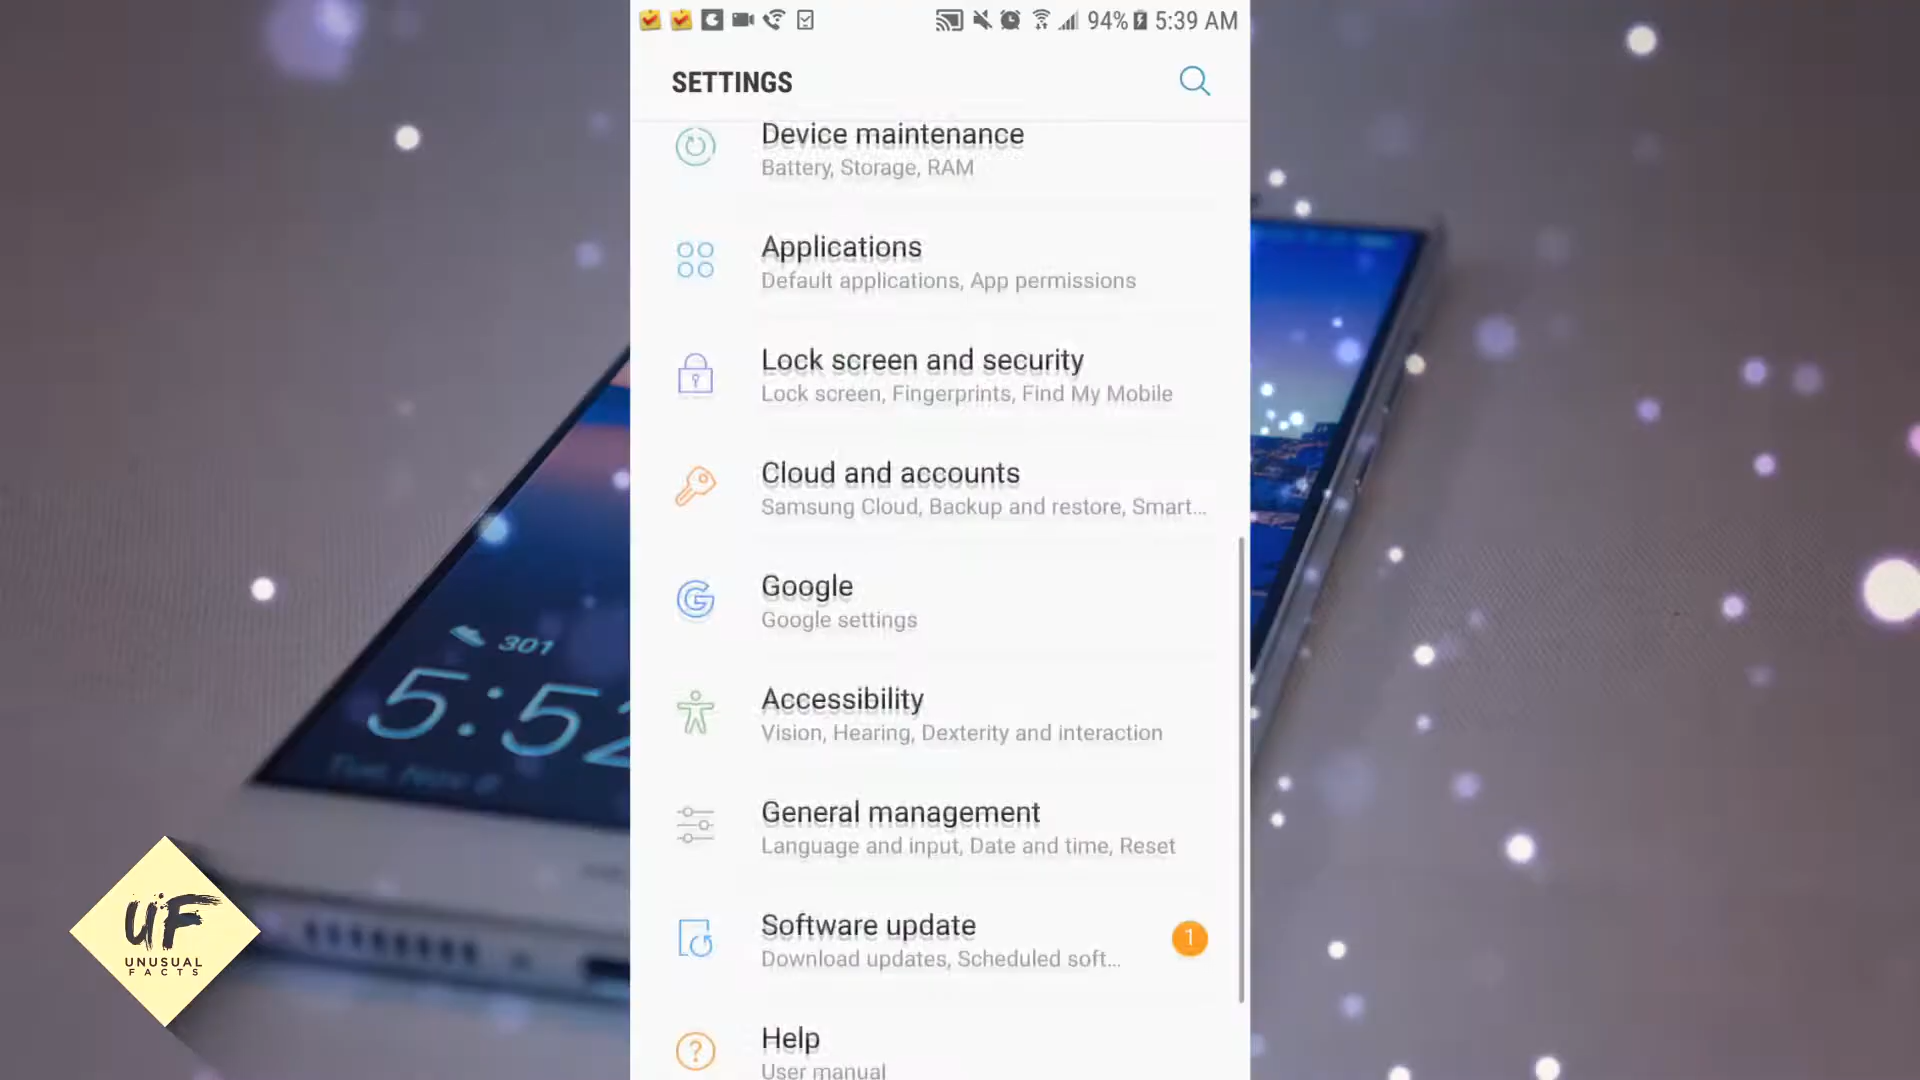 94% 5:39 AM
SETTINGS
Device maintenance
Battery, Storage, RAM
Applications
Default applications, App permissions
Lock screen and security
Lock screen, Fingerprints, Find My Mobile
Cloud and accounts
Samsung Cloud, Backup and restore, Smart...
Google
Google settings
Accessibility
Vision, Hearing, Dexterity and interaction
General management
Language and input, Date and time, Reset
Software update
1
Download updates, Scheduled soft...
Help
User manual
301
5:52
Tue, Nov 8
UF
UNUSUAL
FACTS